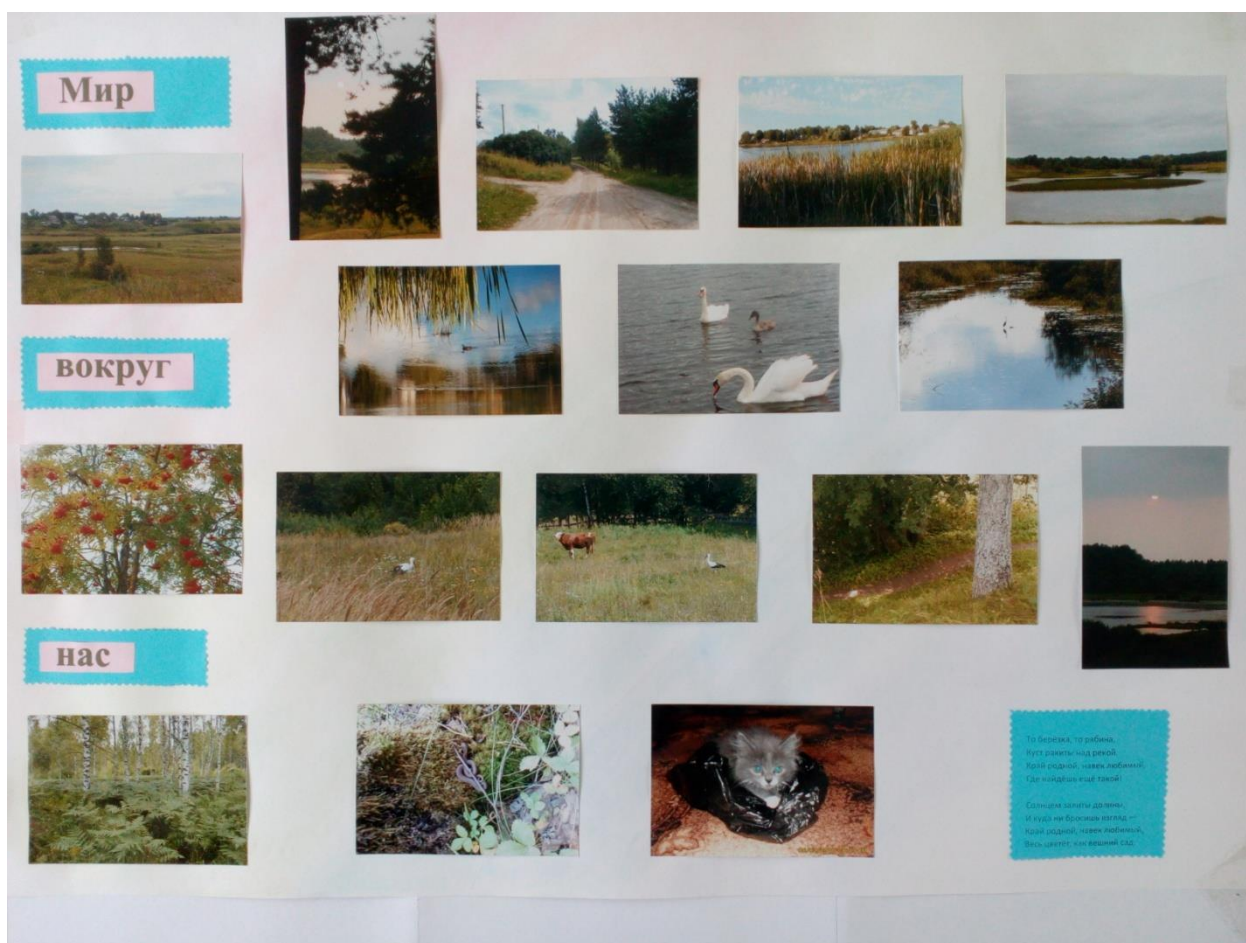 Мир
вокруг
нас
То берёзка, то рябина,
Куст ракиты над рекой.
Край родной, навек любимый,
Где найдёшь ещё такой!
Солнцем залиты долины,
И куда ни бросишь взгляд –
Край родной, навек любимый,
Весь цветёт, как вешний сад